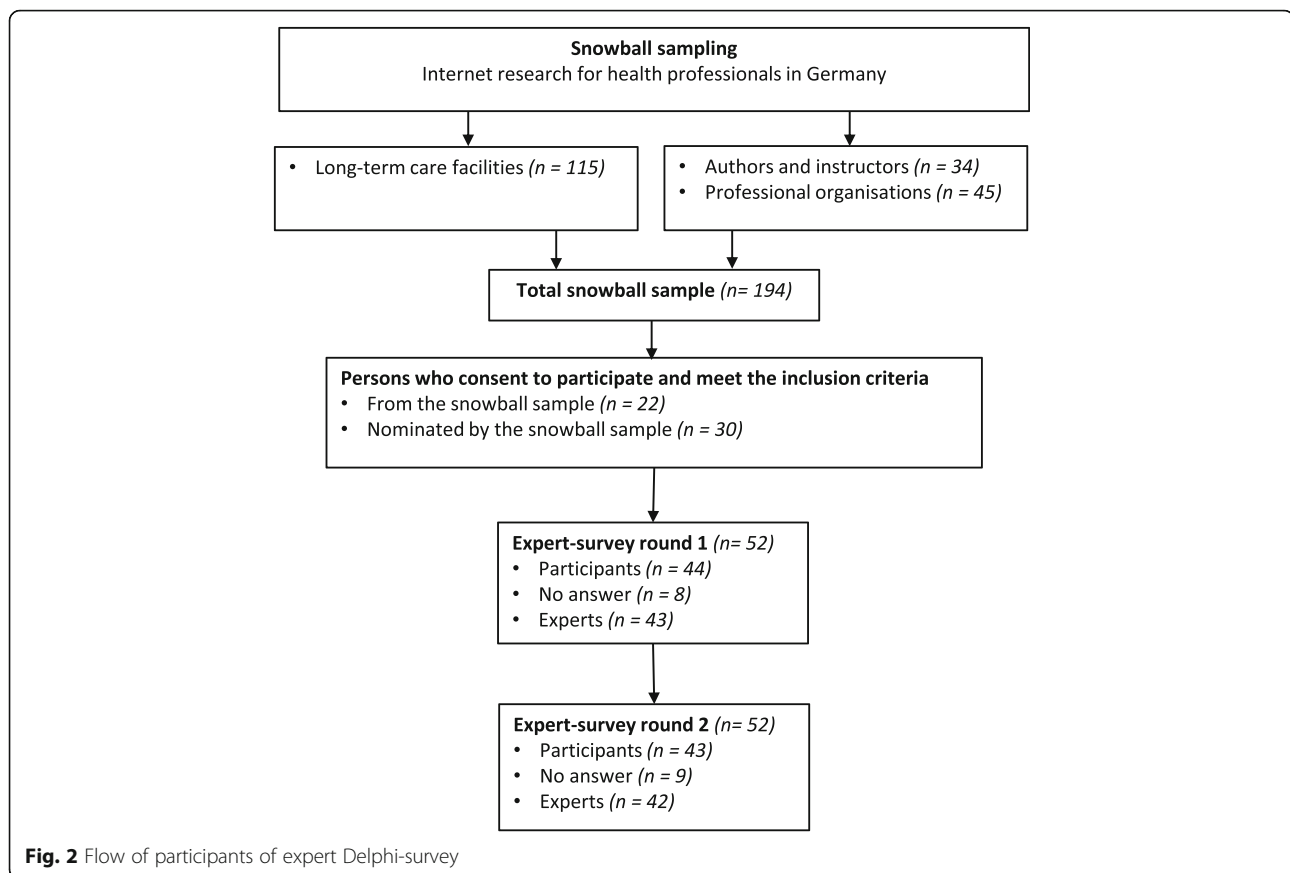 Snowball sampling
Internet research for health professionals in Germany
• Long-term care facilities (n = 115)
• Authors and instructors (n = 34)
• Professional organisations (n = 45)
Total snowball sample (n= 194)
Persons who consent to participate and meet the inclusion criteria
• From the snowball sample (n = 22)
• Nominated by the snowball sample (n = 30)
Expert-survey round 1 (n= 52)
• Participants (n = 44)
• No answer (n = 8)
• Experts (n = 43)
Expert-survey round 2 (n= 52)
• Participants (n = 43)
• No answer (n = 9)
• Experts (n = 42)
Fig. 2 Flow of participants of expert Delphi-survey